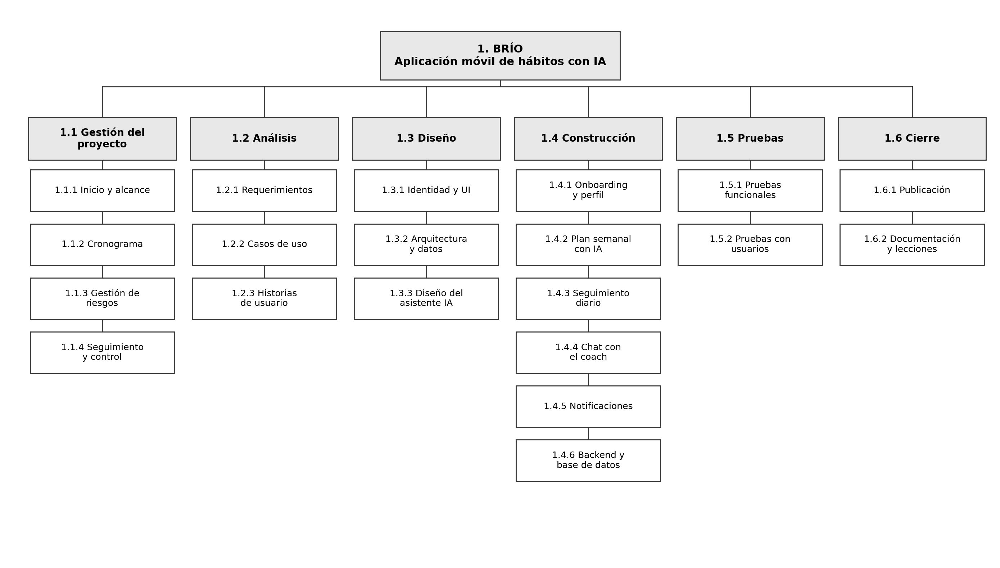 1. BRÍO
Aplicación móvil de hábitos con IA
1.1 Gestión del
proyecto
1.2 Análisis
1.3 Diseño
1.4 Construcción
1.5 Pruebas
1.6 Cierre
1.1.1 Inicio y alcance
1.1.2 Cronograma
1.1.3 Gestión de
riesgos
1.1.4 Seguimiento
y control
1.2.1 Requerimientos
1.2.2 Casos de uso
1.2.3 Historias
de usuario
1.3.1 Identidad y UI
1.3.2 Arquitectura
y datos
1.3.3 Diseño del
asistente IA
1.4.1 Onboarding
y perfil
1.4.2 Plan semanal
con IA
1.4.3 Seguimiento
diario
1.4.4 Chat con
el coach
1.4.5 Notificaciones
1.4.6 Backend y
base de datos
1.5.1 Pruebas
funcionales
1.5.2 Pruebas con
usuarios
1.6.1 Publicación
1.6.2 Documentación
y lecciones